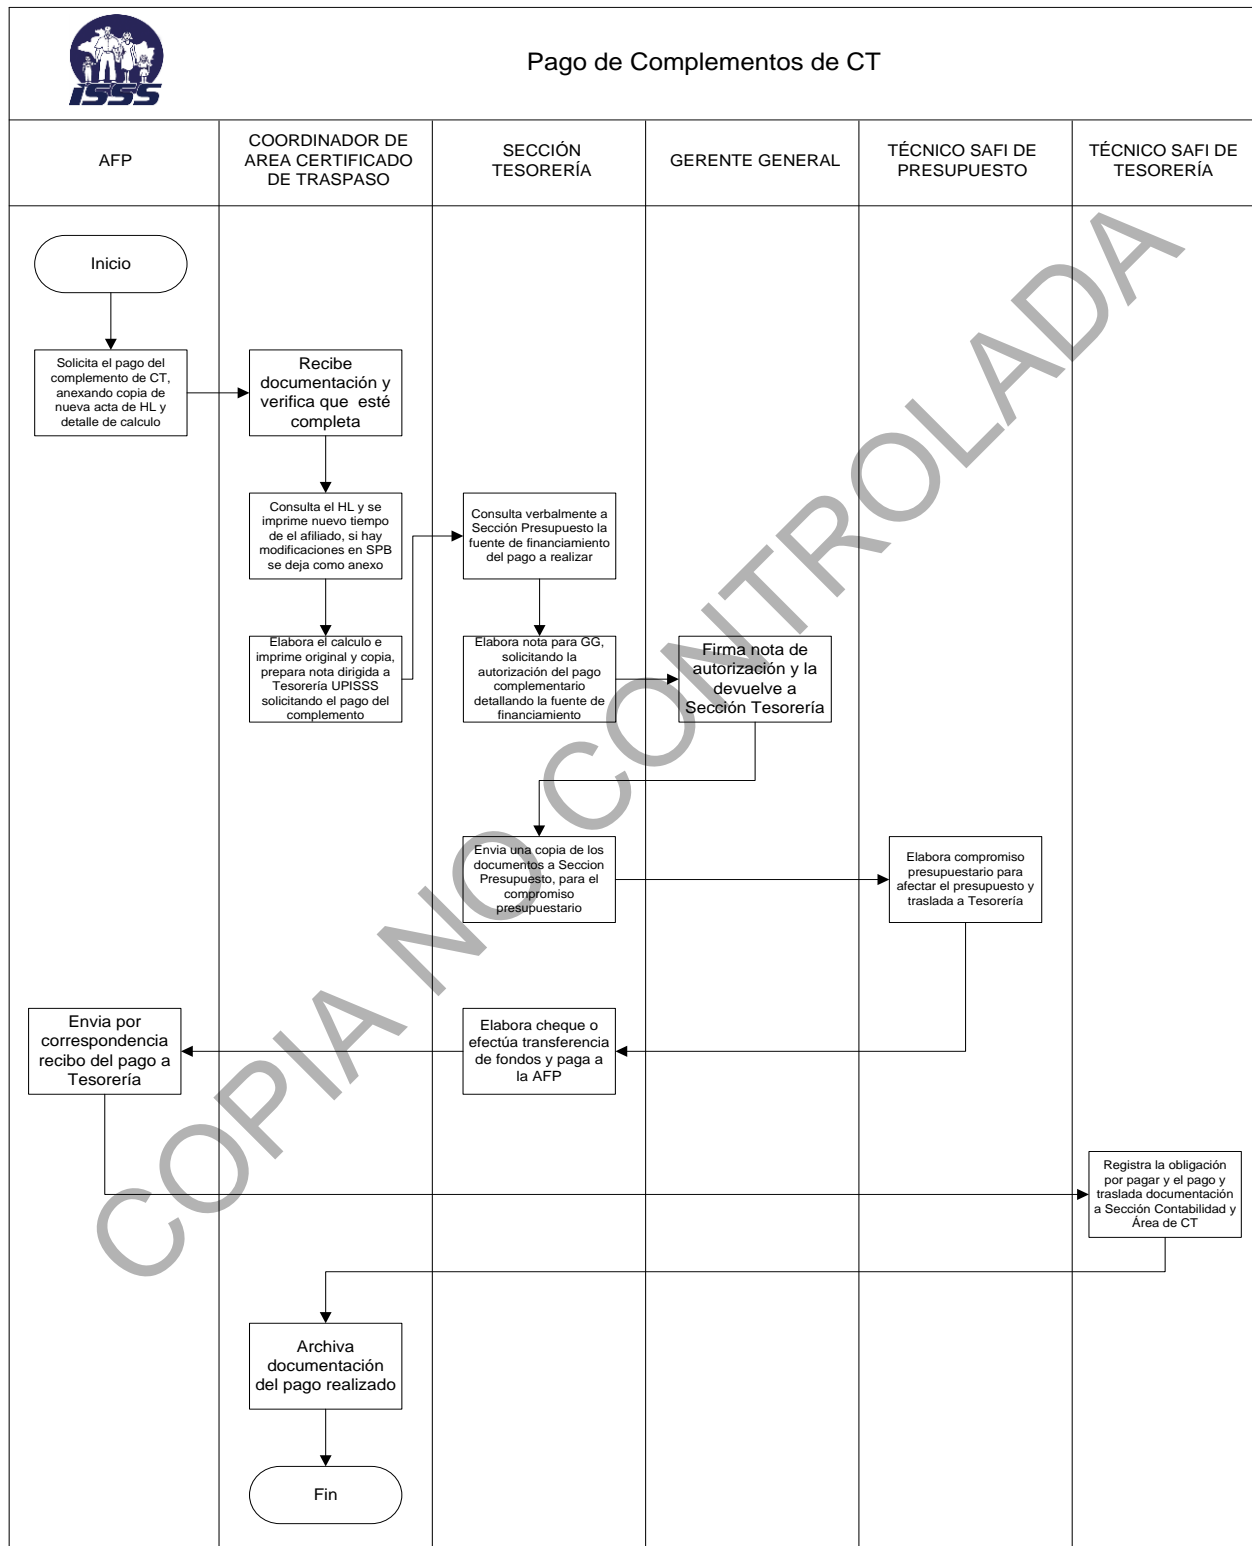 ISSS
Pago de Complementos de CT
AFP
COORDINADOR DE
AREA CERTIFICADO
DE TRASPASO
SECCIÓN
TESORERÍA
GERENTE GENERAL
TÉCNICO SAFI DE
PRESUPUESTO
TÉCNICO SAFI DE
TESORERÍA
Inicio
Solicita el pago del
complemento de CT,
anexando copia de
nueva acta de HL y
detalle de calculo
Recibe
documentación y
verifica que esté
completa
Consulta el HL y se
imprime nuevo tiempo
de el afiliado, si hay
modificaciones en SPB
se deja como anexo
Consulta verbalmente a
Sección Presupuesto la
fuente de financiamiento
del pago a realizar
Elabora el calculo e
imprime original y copia,
prepara nota dirigida a
Tesorería UPISSS
solicitando el pago del
complemento
Elabora nota para GG,
solicitando la
autorización del pago
complementario
detallando la fuente de
financiamiento
Firma nota de
autorización y la
devuelve a
Sección Tesorería
Envia una copia de los
documentos a Seccion
Presupuesto, para el
compromiso
presupuestario
Elabora compromiso
presupuestario para
afectar el presupuesto y
traslada a Tesorería
Envia por
correspondencia
recibo del pago a
Tesorería
Elabora cheque o
efectúa transferencia
de fondos y paga a
la AFP
Registra la obligación
por pagar y el pago y
traslada documentación
a Sección Contabilidad y
Área de CT
Archiva
documentación
del pago realizado
Fin
COPIA NO CONTROLADA